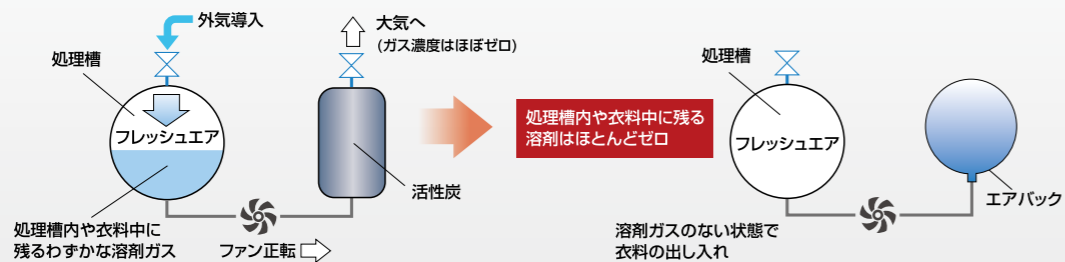 外気導入
処理槽
フレッシュエア
処理槽内や衣料中に
残るわずかな溶剤ガス
ファン正転
大気へ
(ガス濃度はほぼゼロ)
活性炭
処理槽内や衣料中に残る
溶剤はほとんどゼロ
処理槽
フレッシュエア
溶剤ガスのない状態で
衣料の出し入れ
エアバック